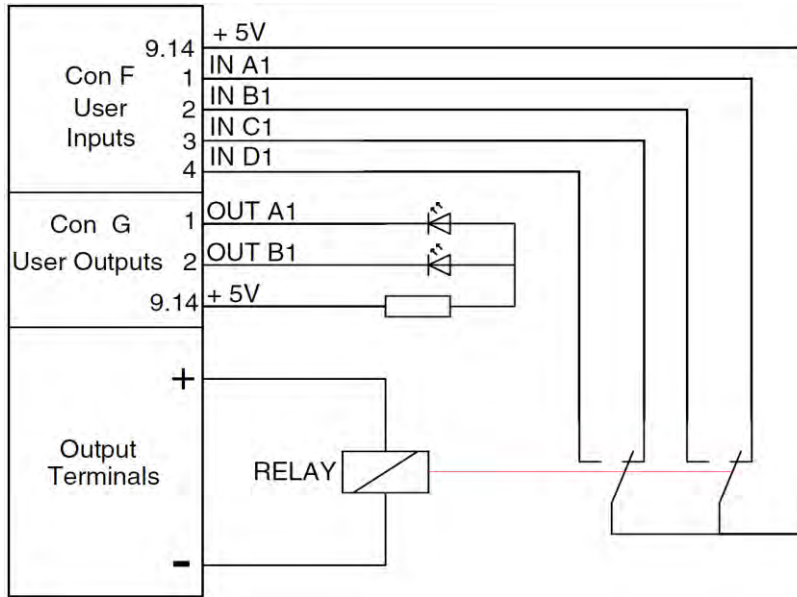 + 5V
9.14
Con F
User
Inputs
1
IN A1
2
IN B1
3
IN C1
4
IN D1
Con G
User Outputs
1
OUT A1
2
OUT B1
9.14
+ 5V
+
Output
Terminals
RELAY
-